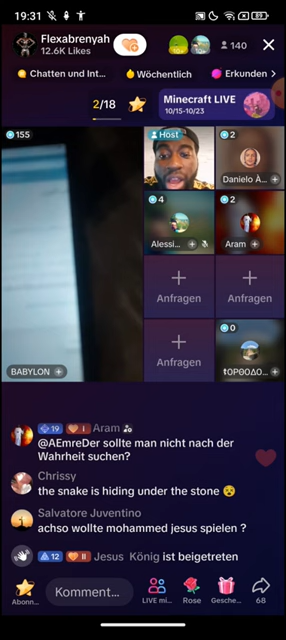 19:31
89
Flexabrenyah
12.6K Likes
140
Chatten und Int...
Wöchentlich
Erkunden
2/18
Minecraft LIVE
10/15-10/23
155
Host
2
Danielo À...
4
Alessi...
2
Aram
Anfragen
Anfragen
Anfragen
0
BABYLON
19 I Aram
@AEmreDer sollte man nicht nach der
Wahrheit suchen?
Chrissy
the snake is hiding under the stone 😵
Salvatore Juventino
achso wollte mohammed jesus spielen ?
12 II Jesus König ist beigetreten
Abonn...
Komment...
LIVE mi...
Rose
Gesche...
68